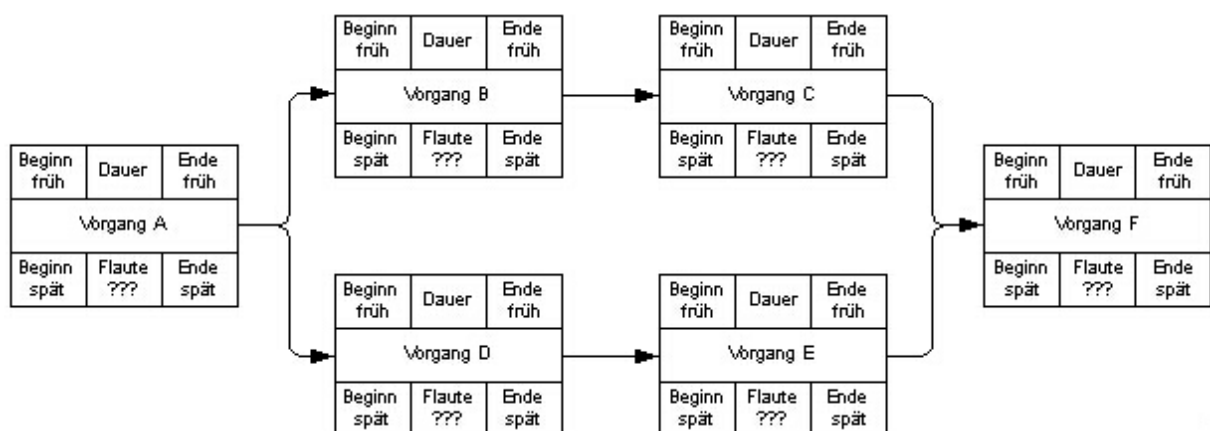 Beginn früh Dauer Ende früh
Vorgang A
Beginn spät Flaute ??? Ende spät
Beginn früh Dauer Ende früh
Vorgang B
Beginn spät Flaute ??? Ende spät
Beginn früh Dauer Ende früh
Vorgang C
Beginn spät Flaute ??? Ende spät
Beginn früh Dauer Ende früh
Vorgang D
Beginn spät Flaute ??? Ende spät
Beginn früh Dauer Ende früh
Vorgang E
Beginn spät Flaute ??? Ende spät
Beginn früh Dauer Ende früh
Vorgang F
Beginn spät Flaute ??? Ende spät